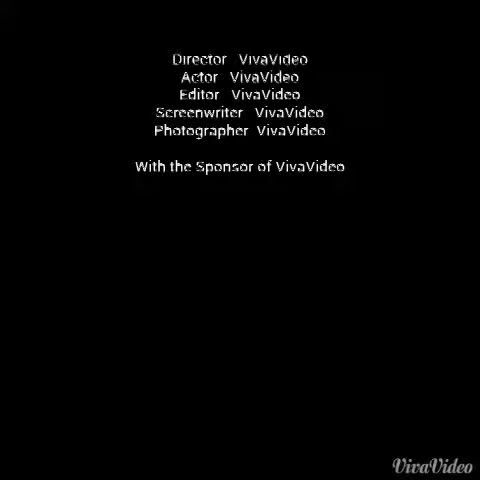 Director VivaVideo
Actor VivaVideo
Editor VivaVideo
Screenwriter VivaVideo
Photographer VivaVideo
With the Sponsor of VivaVideo
VivaVideo